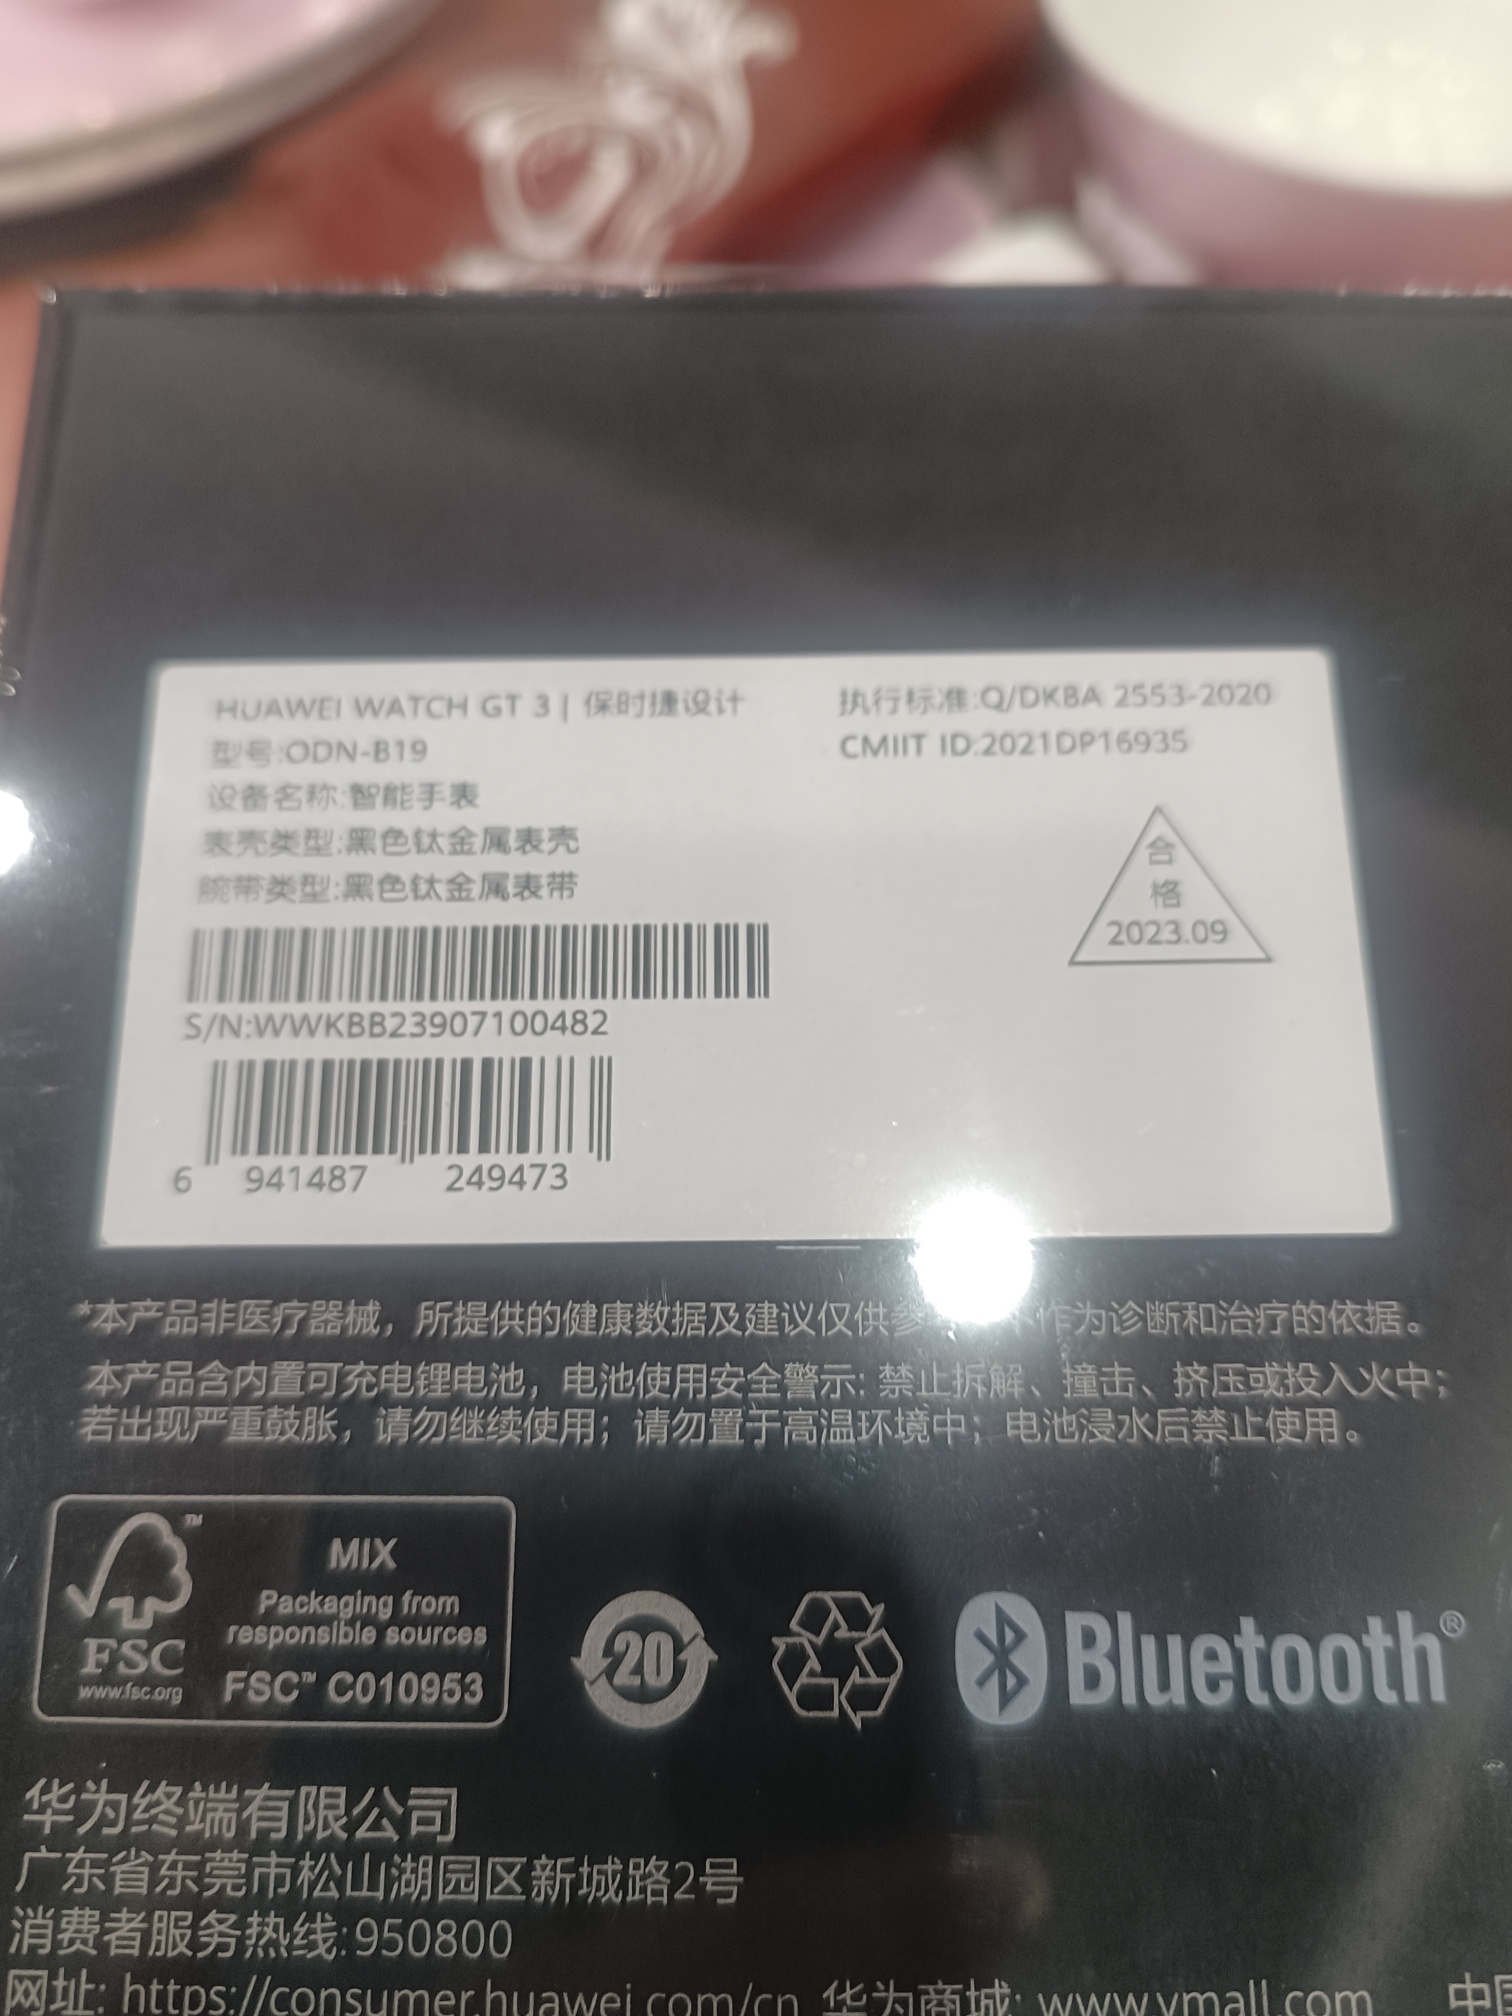 HUAWEI WATCH GT 3 | 保时捷设计
型号:ODN-B19
设备名称:智能手表
表壳类型:黑色钛金属表壳
腕带类型:黑色钛金属表带
S/N:WWKBB23907100482
6 941487 249473
执行标准:Q/DKBA 2553-2020
CMIIT ID:2021DP16935
合
格
2023.09
*本产品非医疗器械，所提供的健康数据及建议仅供参 作为诊断和治疗的依据。
本产品含内置可充电锂电池，电池使用安全警示: 禁止拆解、撞击、挤压或投入火中；
若出现严重鼓胀，请勿继续使用；请勿置于高温环境中；电池浸水后禁止使用。
TM
FSC
www.fsc.org
MIX
Packaging from
responsible sources
FSC™ C010953
20
Bluetooth®
华为终端有限公司
广东省东莞市松山湖园区新城路2号
消费者服务热线:950800
网址: https://consumer.huawei.com/cn 华为商城: www.vmall.com 中